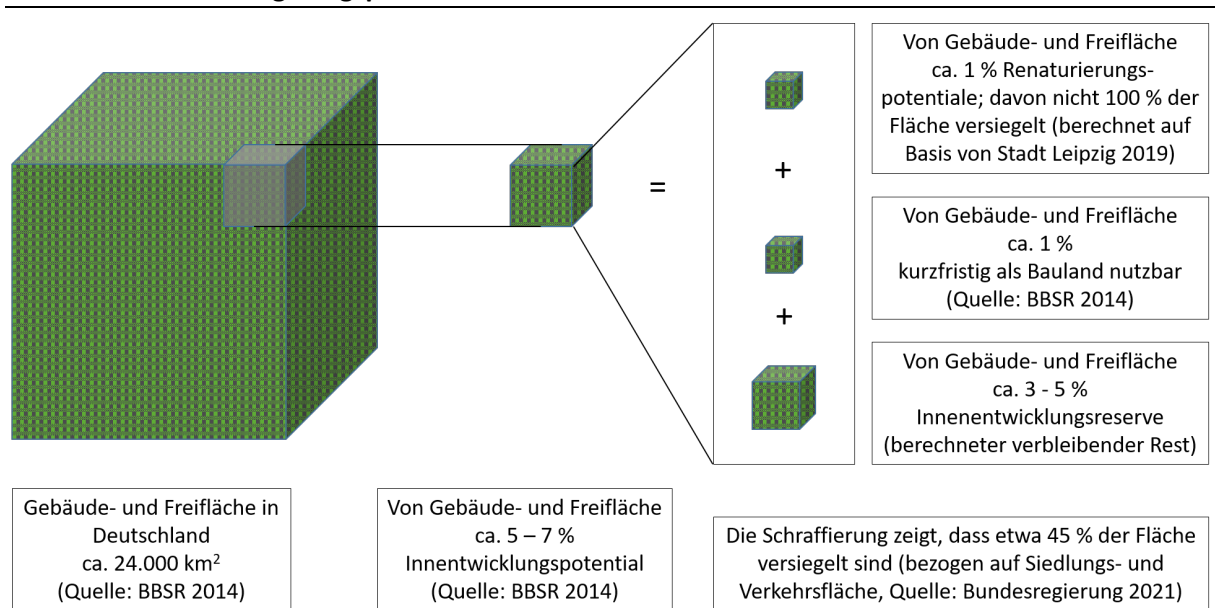 Von Gebäude- und Freifläche
ca. 1 % Renaturierungs-
potentiale; davon nicht 100 % der
Fläche versiegelt (berechnet auf
Basis von Stadt Leipzig 2019)
=
+
+
Von Gebäude- und Freifläche
ca. 1 %
kurzfristig als Bauland nutzbar
(Quelle: BBSR 2014)
Von Gebäude- und Freifläche
ca. 3 - 5 %
Innenentwicklungsreserve
(berechneter verbleibender Rest)
Gebäude- und Freifläche in
Deutschland
ca. 24.000 km²
(Quelle: BBSR 2014)
Von Gebäude- und Freifläche
ca. 5 – 7 %
Innentwicklungspotential
(Quelle: BBSR 2014)
Die Schraffierung zeigt, dass etwa 45 % der Fläche
versiegelt sind (bezogen auf Siedlungs- und
Verkehrsfläche, Quelle: Bundesregierung 2021)